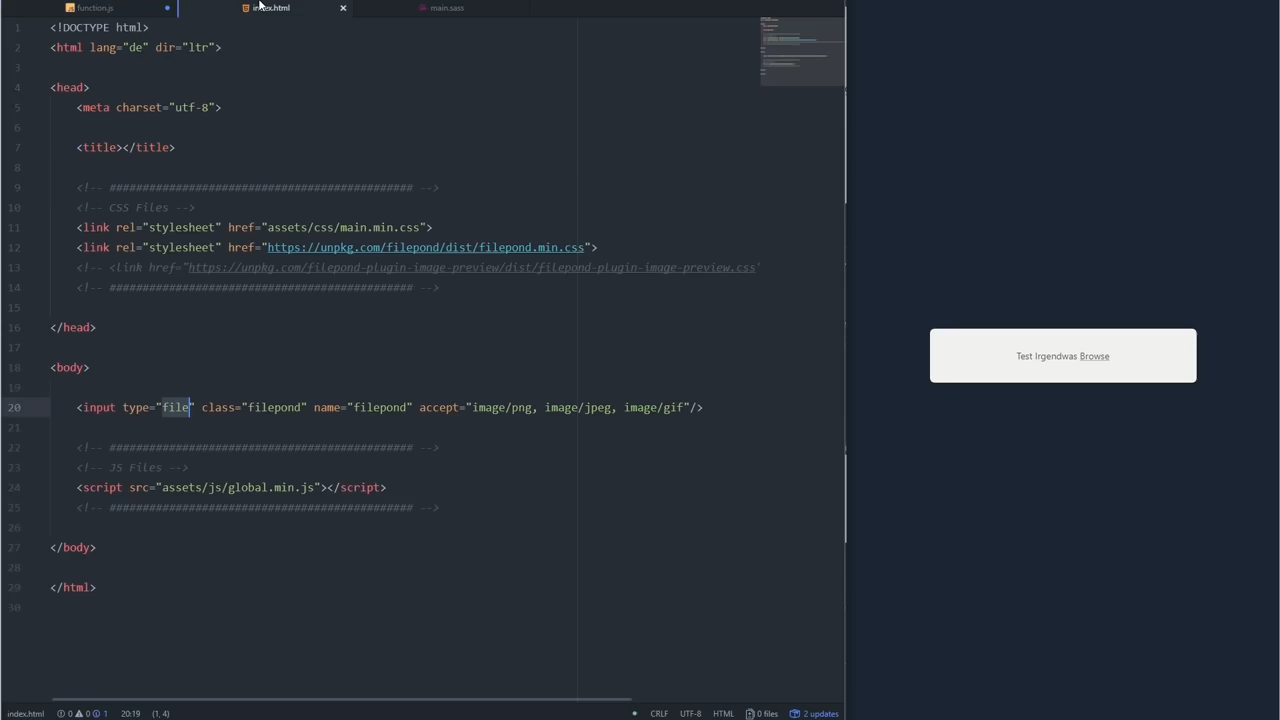 function.js
index.html
main.sass
1 <!DOCTYPE html>
2 <html lang="de" dir="ltr">
3
4 <head>
5 <meta charset="utf-8">
6
7 <title></title>
8
9 <!-- ############################################## -->
10 <!-- CSS Files -->
11 <link rel="stylesheet" href="assets/css/main.min.css">
12 <link rel="stylesheet" href="https://unpkg.com/filepond/dist/filepond.min.css">
13 <!-- <link href="https://unpkg.com/filepond-plugin-image-preview/dist/filepond-plugin-image-preview.css"
14 <!-- ############################################## -->
15
16 </head>
17
18 <body>
19
20 <input type="file" class="filepond" name="filepond" accept="image/png, image/jpeg, image/gif"/>
21
22 <!-- ############################################## -->
23 <!-- JS Files -->
24 <script src="assets/js/global.min.js"></script>
25 <!-- ############################################## -->
26
27 </body>
28
29 </html>
30
Test Irgendwas Browse
index.html 0 0 1 20:19 (1, 4) CRLF UTF-8 HTML 0 files 2 updates